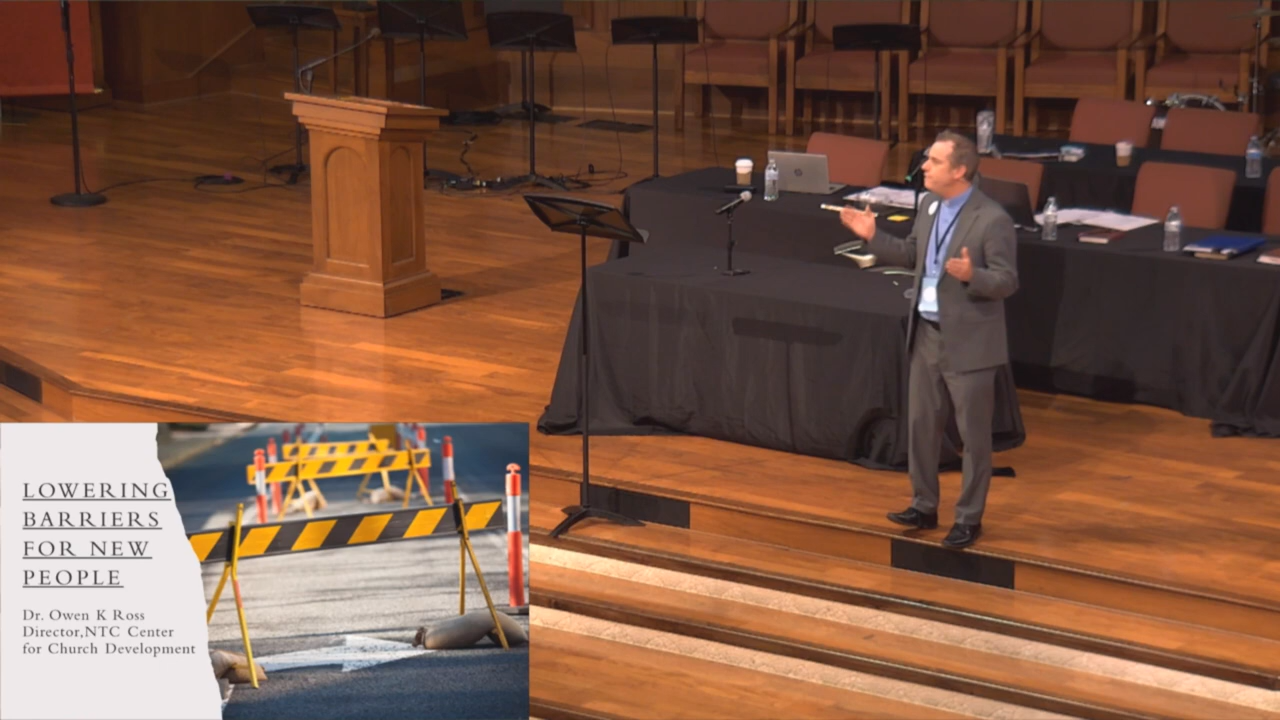 LOWERING
BARRIERS
FOR NEW
PEOPLE
Dr. Owen K Ross
Director,NTC Center
for Church Development